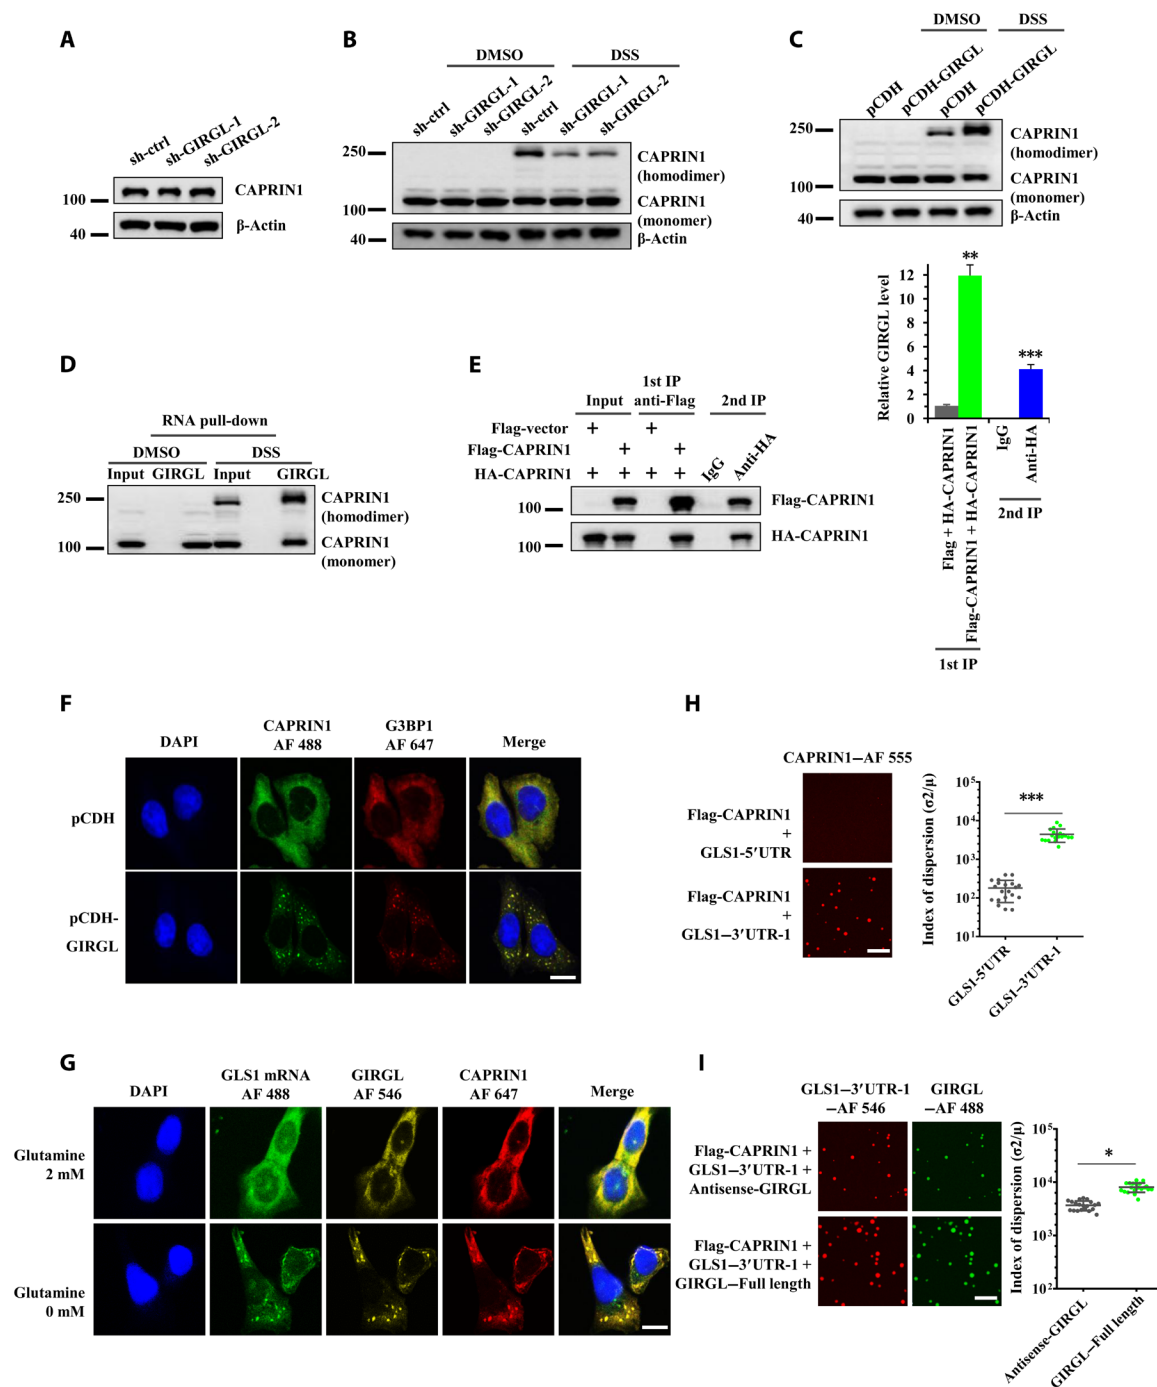 A
sh-ctrl
sh-GIRGL-1
sh-GIRGL-2
100
CAPRIN1
40
β-Actin
B
DMSO
DSS
sh-ctrl
sh-GIRGL-1
sh-GIRGL-2
sh-ctrl
sh-GIRGL-1
sh-GIRGL-2
250
CAPRIN1
(homodimer)
100
CAPRIN1
(monomer)
40
β-Actin
C
DMSO
DSS
pCDH
pCDH-GIRGL
pCDH
pCDH-GIRGL
250
CAPRIN1
(homodimer)
100
CAPRIN1
(monomer)
40
β-Actin
Relative GIRGL level
12
10
8
6
4
2
0
**
***
Flag + HA-CAPRIN1
Flag-CAPRIN1 + HA-CAPRIN1
IgG
Anti-HA
1st IP
2nd IP
D
RNA pull-down
DMSO
DSS
Input GIRGL Input GIRGL
250
CAPRIN1
(homodimer)
100
CAPRIN1
(monomer)
E
Input
1st IP
anti-Flag
2nd IP
Flag-vector + +
Flag-CAPRIN1 + +
HA-CAPRIN1 + + + +
IgG
Anti-HA
100
Flag-CAPRIN1
100
HA-CAPRIN1
F
DAPI
CAPRIN1
AF 488
G3BP1
AF 647
Merge
pCDH
pCDH-
GIRGL
G
DAPI
GLS1 mRNA
AF 488
GIRGL
AF 546
CAPRIN1
AF 647
Merge
Glutamine
2 mM
Glutamine
0 mM
H
CAPRIN1–AF 555
Flag-CAPRIN1
+
GLS1-5′UTR
Flag-CAPRIN1
+
GLS1–3′UTR-1
Index of dispersion (σ2/μ)
10⁵
10⁴
10³
10²
10¹
***
GLS1-5′UTR
GLS1–3′UTR-1
I
GLS1–3′UTR-1
–AF 546
GIRGL
–AF 488
Flag-CAPRIN1 +
GLS1–3′UTR-1 +
Antisense-GIRGL
Flag-CAPRIN1 +
GLS1–3′UTR-1 +
GIRGL–Full length
Index of dispersion (σ2/μ)
10⁵
10⁴
10³
10²
*
Antisense-GIRGL
GIRGL–Full length